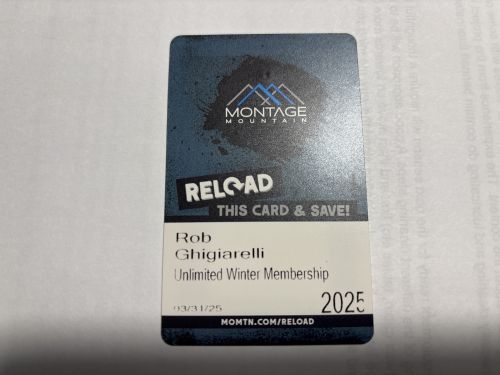 MONTAGE
MOUNTAIN
RELOAD
THIS CARD & SAVE!
Rob
Ghigiarelli
Unlimited Winter Membership
03/31/25
2025
MOMTN.COM/RELOAD